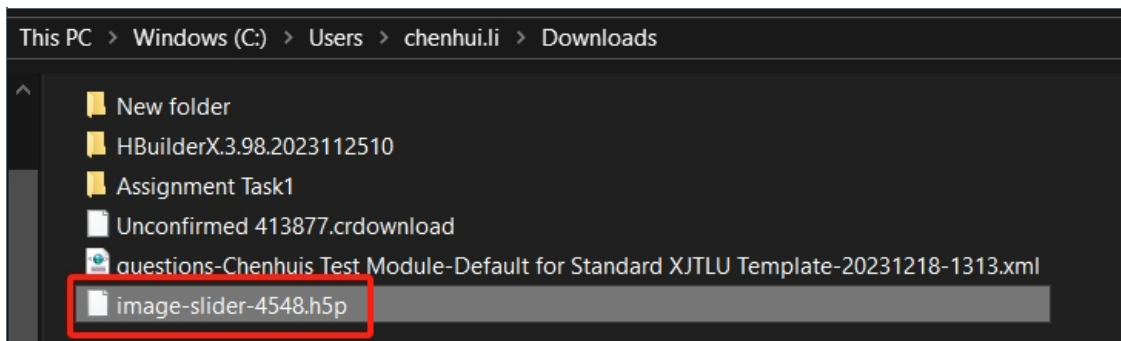 This PC > Windows (C:) > Users > chenhui.li > Downloads
New folder
HBuilderX.3.98.2023112510
Assignment Task1
Unconfirmed 413877.crdownload
questions-Chenhuis Test Module-Default for Standard XJTLU Template-20231218-1313.xml
image-slider-4548.h5p